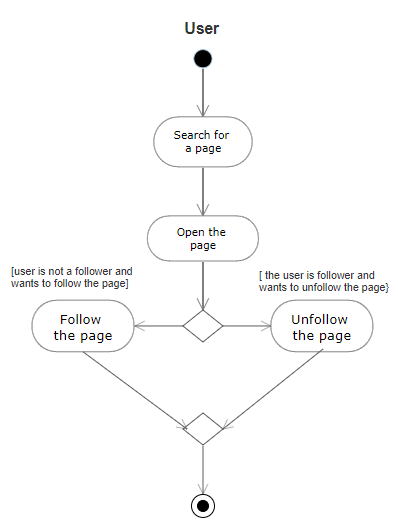 User
Search for
a page
Open the
page
[user is not a follower and
wants to follow the page]
[ the user is follower and
wants to unfollow the page}
Follow
the page
Unfollow
the page